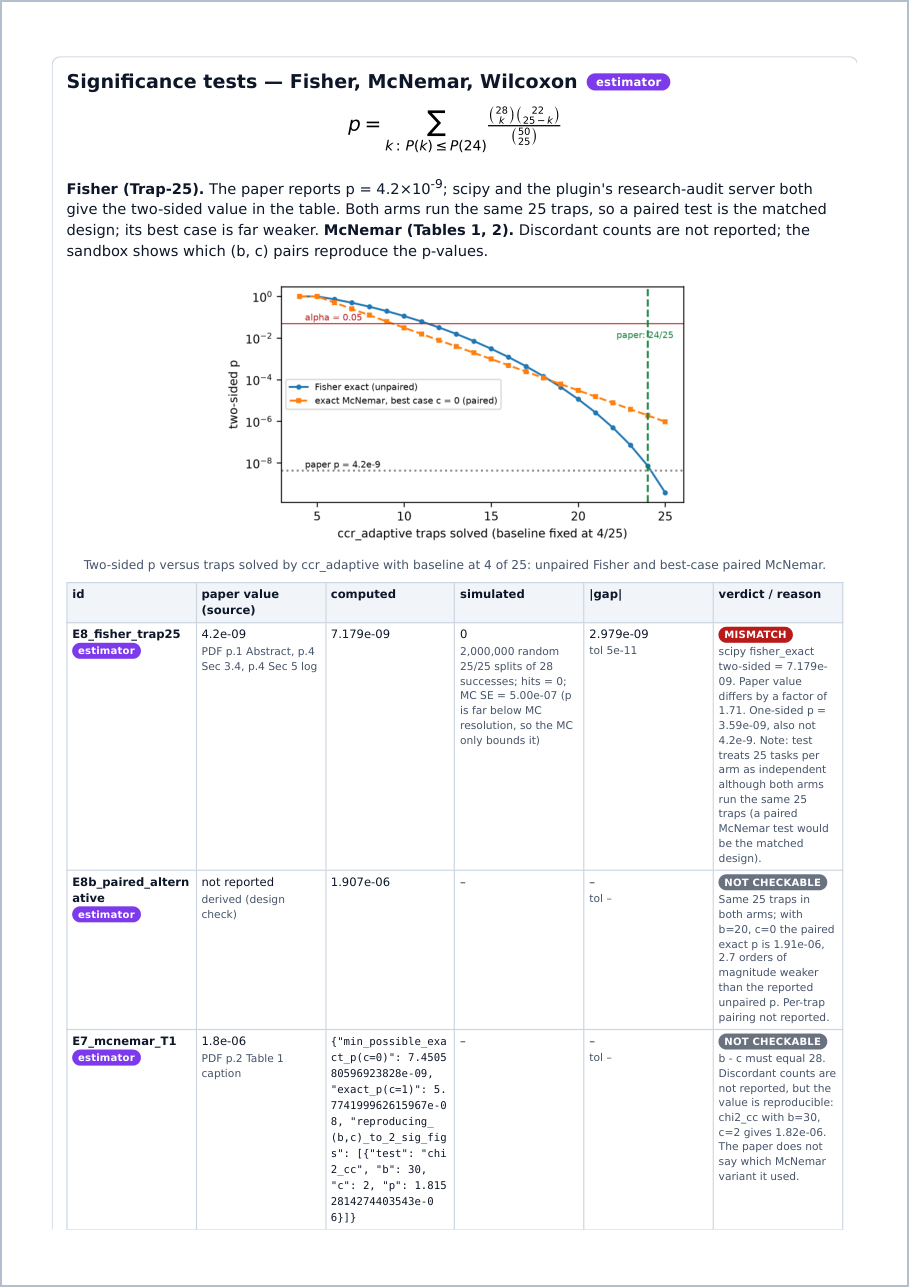 Significance tests — Fisher, McNemar, Wilcoxon estimator
p = ∑ k : P(k) ≤ P(24) (28 k)(22 25 − k) / (50 25)
Fisher (Trap-25). The paper reports p = 4.2×10⁻⁹; scipy and the plugin's research-audit server both
give the two-sided value in the table. Both arms run the same 25 traps, so a paired test is the matched
design; its best case is far weaker. McNemar (Tables 1, 2). Discordant counts are not reported; the
sandbox shows which (b, c) pairs reproduce the p-values.
two-sided p
10⁰
10⁻²
10⁻⁴
10⁻⁶
10⁻⁸
alpha = 0.05
paper: 24/25
Fisher exact (unpaired)
exact McNemar, best case c = 0 (paired)
paper p = 4.2e-9
5 10 15 20 25
ccr_adaptive traps solved (baseline fixed at 4/25)
Two-sided p versus traps solved by ccr_adaptive with baseline at 4 of 25: unpaired Fisher and best-case paired McNemar.
id
paper value
(source)
computed
simulated
|gap|
verdict / reason
E8_fisher_trap25
estimator
4.2e-09
PDF p.1 Abstract, p.4
Sec 3.4, p.4 Sec 5 log
7.179e-09
0
2,000,000 random
25/25 splits of 28
successes; hits = 0;
MC SE = 5.00e-07 (p
is far below MC
resolution, so the MC
only bounds it)
2.979e-09
tol 5e-11
MISMATCH
scipy fisher_exact
two-sided = 7.179e-
09. Paper value
differs by a factor of
1.71. One-sided p =
3.59e-09, also not
4.2e-9. Note: test
treats 25 tasks per
arm as independent
although both arms
run the same 25
traps (a paired
McNemar test would
be the matched
design).
E8b_paired_altern
ative
estimator
not reported
derived (design
check)
1.907e-06
–
–
tol –
NOT CHECKABLE
Same 25 traps in
both arms; with
b=20, c=0 the paired
exact p is 1.91e-06,
2.7 orders of
magnitude weaker
than the reported
unpaired p. Per-trap
pairing not reported.
E7_mcnemar_T1
estimator
1.8e-06
PDF p.2 Table 1
caption
{"min_possible_exa
ct_p(c=0)": 7.4505
80596923828e-09,
"exact_p(c=1)": 5.
774199962615967e-0
8, "reproducing_
(b,c)_to_2_sig_fig
s": [{"test": "chi
2_cc", "b": 30,
"c": 2, "p": 1.815
2814274403543e-0
6}]}
–
–
tol –
NOT CHECKABLE
b - c must equal 28.
Discordant counts are
not reported, but the
value is reproducible:
chi2_cc with b=30,
c=2 gives 1.82e-06.
The paper does not
say which McNemar
variant it used.